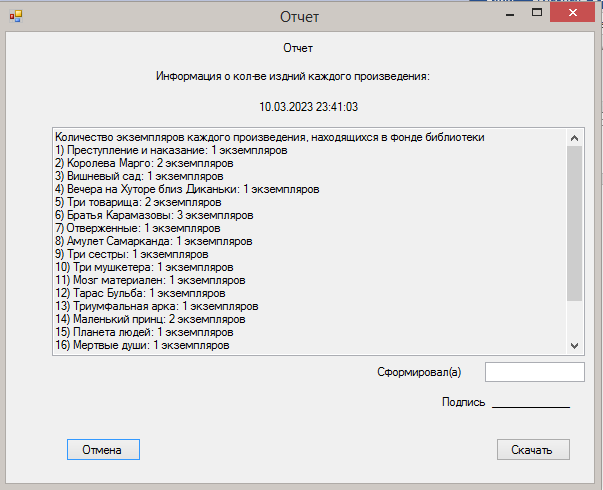 Отчет
Отчет
Информация о кол-ве издний каждого произведения:
10.03.2023 23:41:03
Количество экземпляров каждого произведения, находящихся в фонде библиотеки
1) Преступление и наказание: 1 экземпляров
2) Королева Марго: 2 экземпляров
3) Вишневый сад: 1 экземпляров
4) Вечера на Хуторе близ Диканьки: 1 экземпляров
5) Три товарища: 2 экземпляров
6) Братья Карамазовы: 3 экземпляров
7) Отверженные: 1 экземпляров
8) Амулет Самарканда: 1 экземпляров
9) Три сестры: 1 экземпляров
10) Три мушкетера: 1 экземпляров
11) Мозг материален: 1 экземпляров
12) Тарас Бульба: 1 экземпляров
13) Триумфальная арка: 1 экземпляров
14) Маленький принц: 2 экземпляров
15) Планета людей: 1 экземпляров
16) Мертвые души: 1 экземпляров
Сформировал(а)
Подпись
Отмена
Скачать